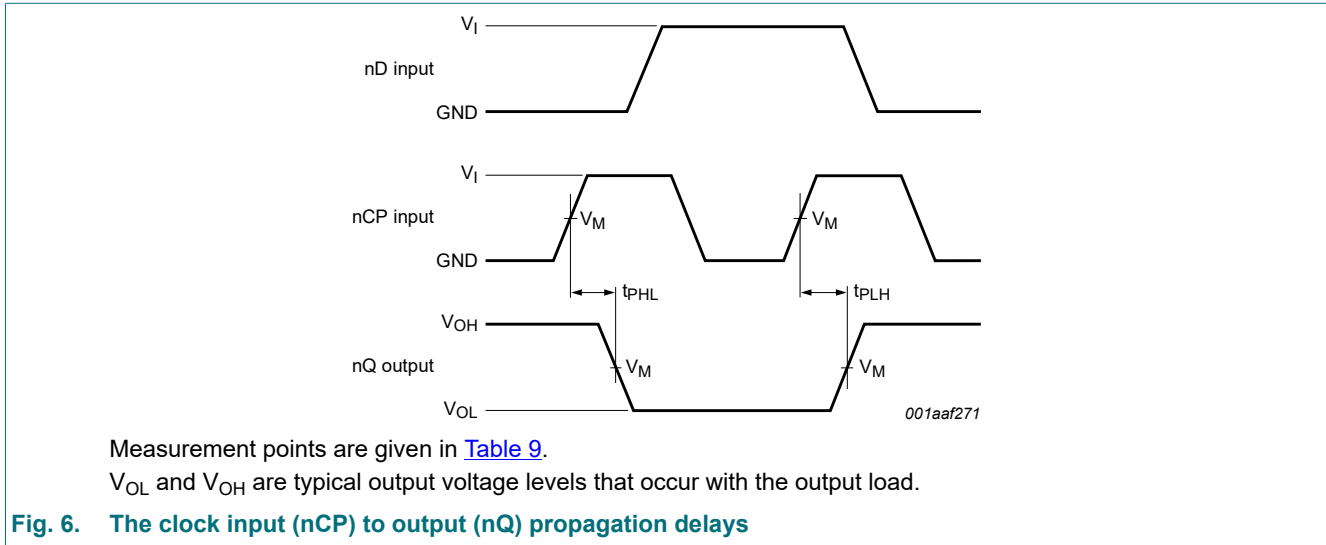 VI
nD input
GND
VI
nCP input
VM
VM
GND
tPHL
tPLH
VOH
nQ output
VM
VM
VOL
001aaf271
Measurement points are given in Table 9.
VOL and VOH are typical output voltage levels that occur with the output load.
Fig. 6. The clock input (nCP) to output (nQ) propagation delays